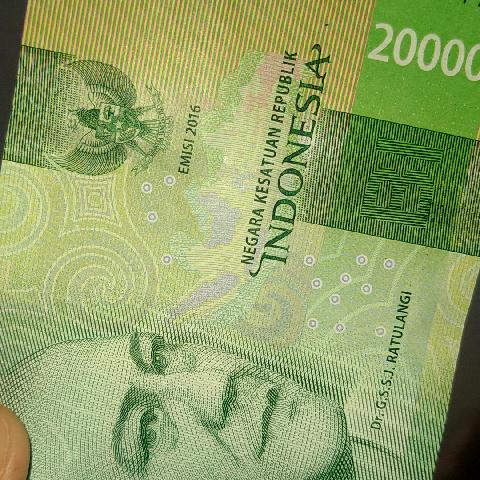 20000
EMISI 2016
NEGARA KESATUAN REPUBLIK
INDONESIA
Dr. G.S.S.J. RATULANGI